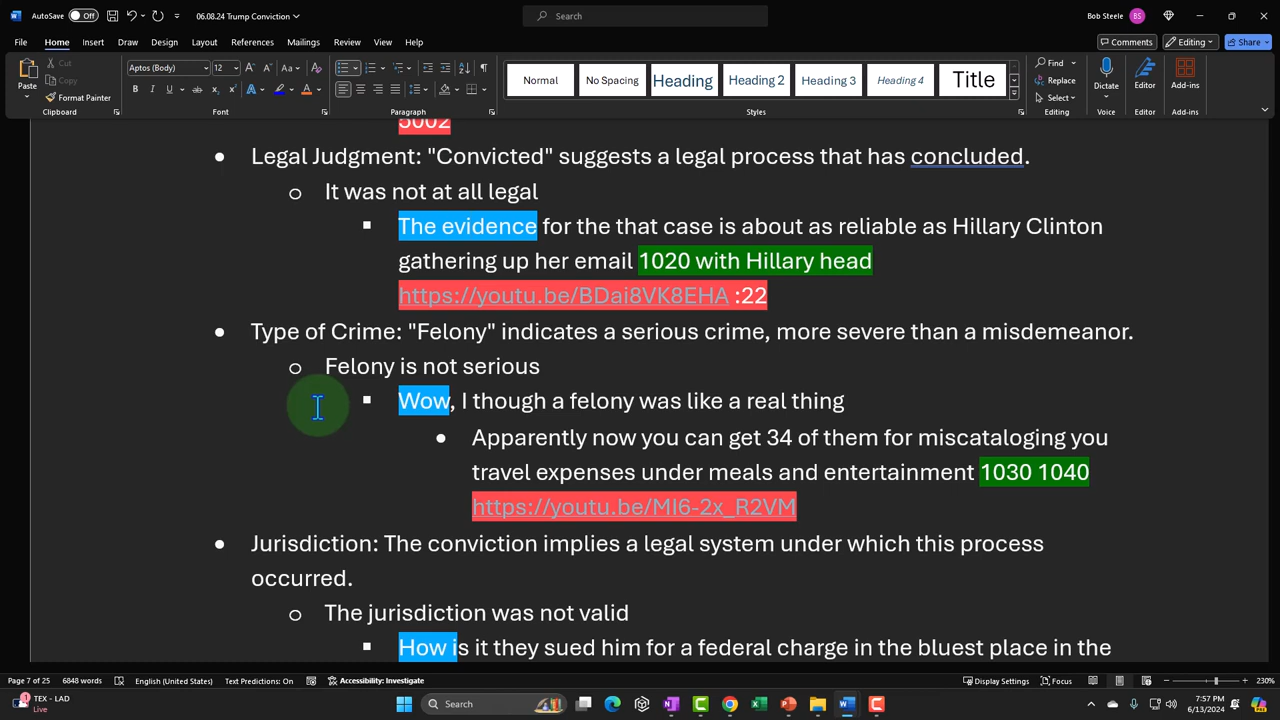 AutoSave Off
06.08.24 Trump Conviction
Search
Bob Steele BS
File Home Insert Draw Design Layout References Mailings Review View Help
Comments Editing Share
Paste
Cut
Copy
Format Painter
Clipboard
Aptos (Body) 12
Font
Paragraph
Normal No Spacing Heading Heading 2 Heading 3 Heading 4 Title
Styles
Find
Replace
Select
Editing
Dictate
Voice
Editor
Editor
Add-ins
Add-ins
5002
Legal Judgment: "Convicted" suggests a legal process that has concluded.
It was not at all legal
The evidence for the that case is about as reliable as Hillary Clinton
gathering up her email 1020 with Hillary head
https://youtu.be/BDai8VK8EHA :22
Type of Crime: "Felony" indicates a serious crime, more severe than a misdemeanor.
Felony is not serious
Wow, I though a felony was like a real thing
Apparently now you can get 34 of them for miscataloging you
travel expenses under meals and entertainment 1030 1040
https://youtu.be/MI6-2x_R2VM
Jurisdiction: The conviction implies a legal system under which this process
occurred.
The jurisdiction was not valid
How is it they sued him for a federal charge in the bluest place in the
Page 7 of 25 6848 words English (United States) Text Predictions: On Accessibility: Investigate
Display Settings Focus 230%
TEX - LAD
Live
Search
7:57 PM
6/13/2024